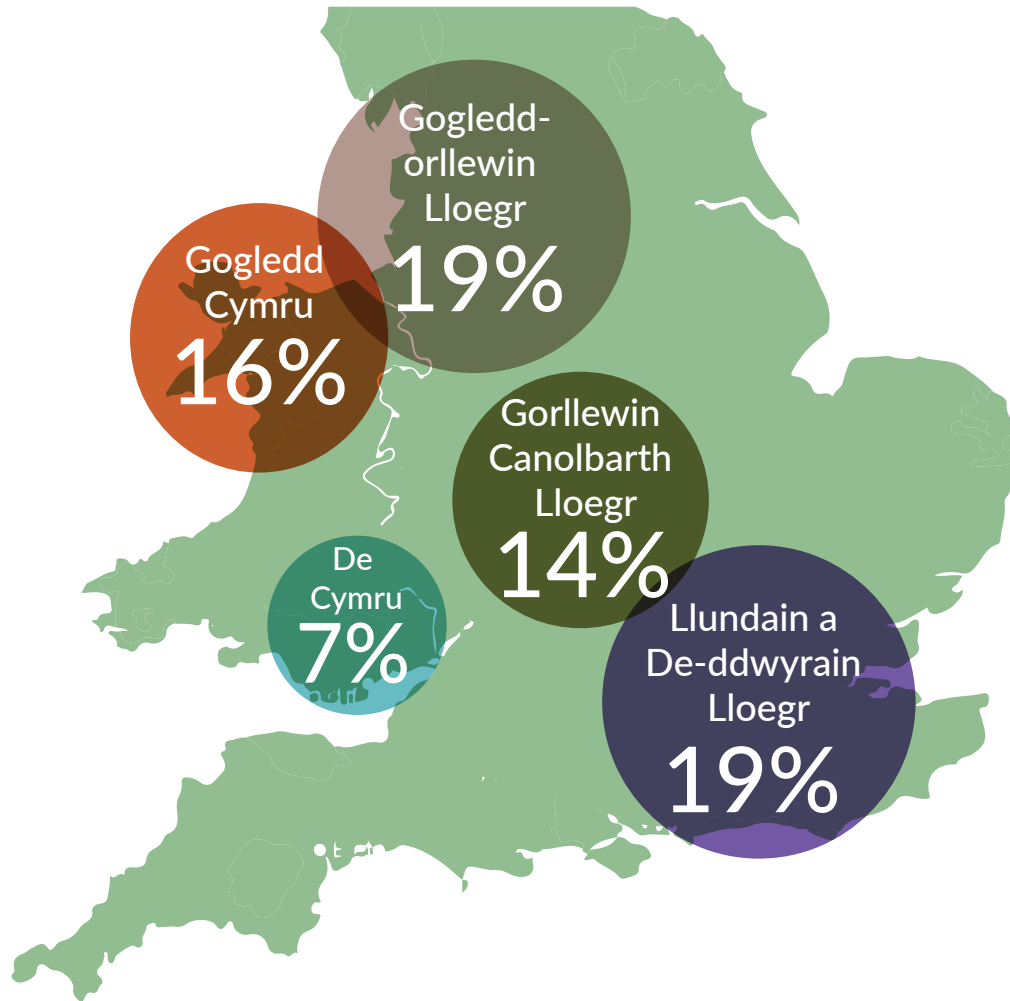 Gogledd-
orllewin
Lloegr
19%
Gogledd
Cymru
16%
Gorllewin
Canolbarth
Lloegr
14%
De
Cymru
7%
Llundain a
De-ddwyrain
Lloegr
19%